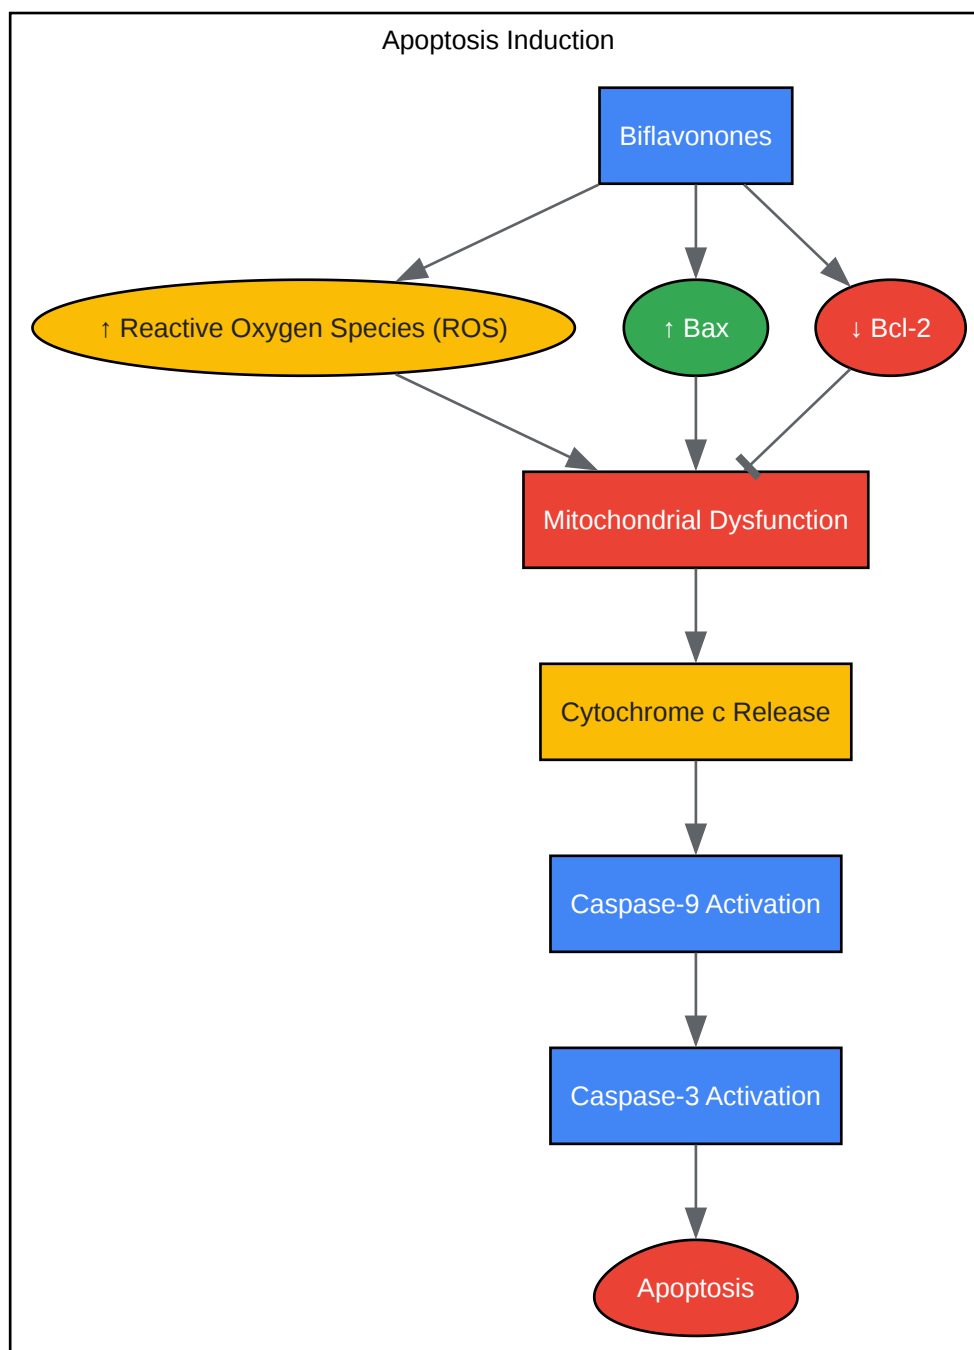 Apoptosis Induction
Biflavonones
↑ Reactive Oxygen Species (ROS)
↑ Bax
↓ Bcl-2
Mitochondrial Dysfunction
Cytochrome c Release
Caspase-9 Activation
Caspase-3 Activation
Apoptosis